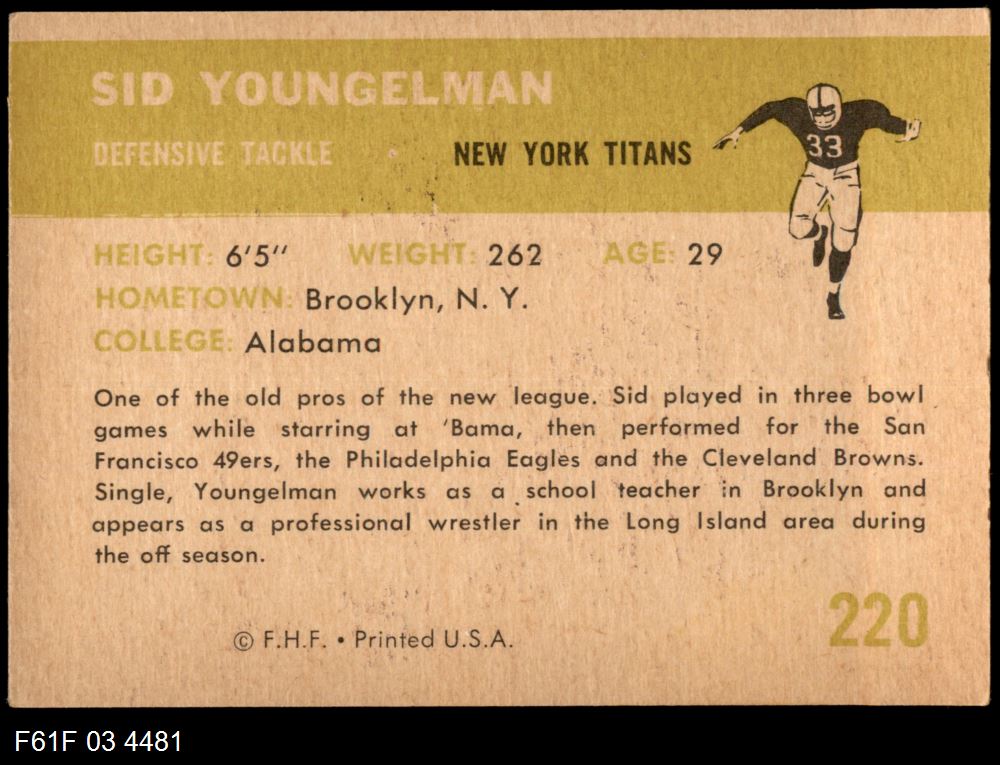 SID YOUNGELMAN
DEFENSIVE TACKLE NEW YORK TITANS
33
HEIGHT: 6'5" WEIGHT: 262 AGE: 29
HOMETOWN: Brooklyn, N. Y.
COLLEGE: Alabama
One of the old pros of the new league. Sid played in three bowl
games while starring at 'Bama, then performed for the San
Francisco 49ers, the Philadelphia Eagles and the Cleveland Browns.
Single, Youngelman works as a school teacher in Brooklyn and
appears as a professional wrestler in the Long Island area during
the off season.
220
© F.H.F. • Printed U.S.A.
F61F 03 4481